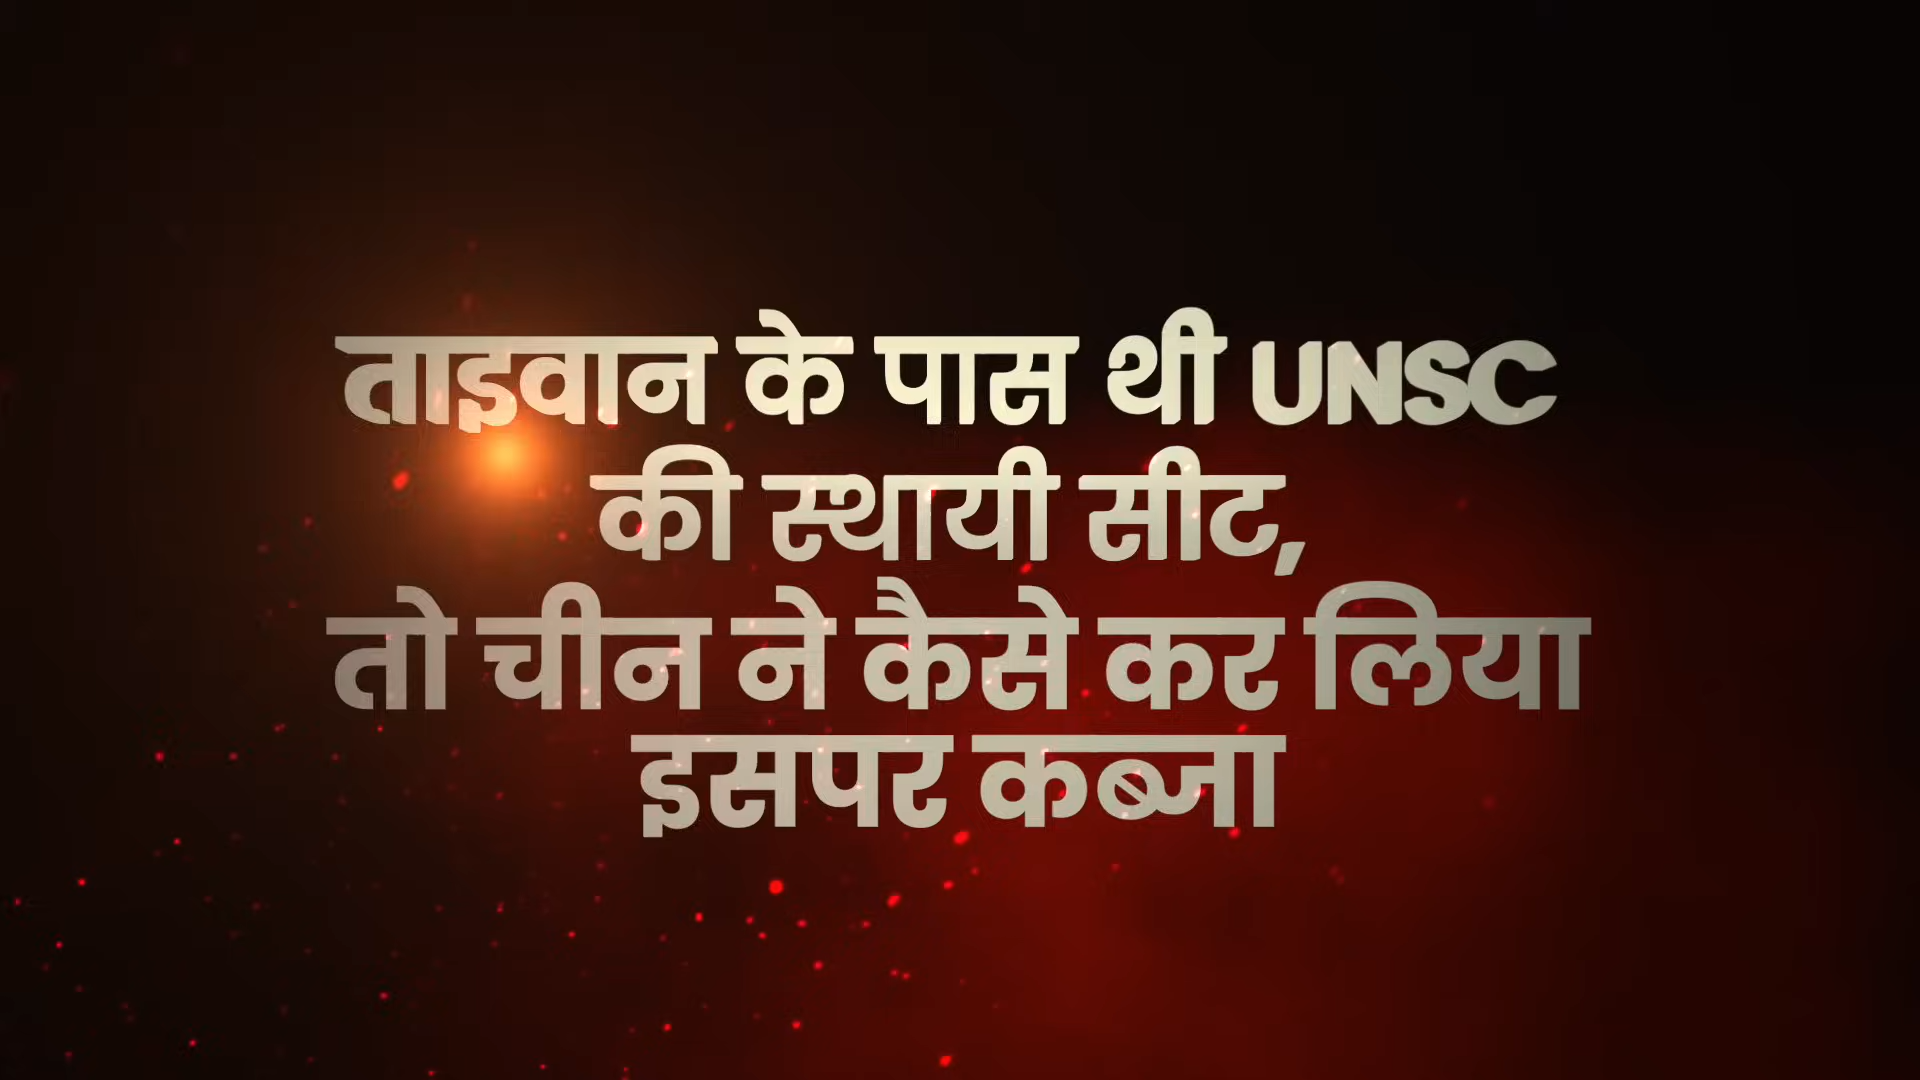 ताइवान के पास थी UNSC
की स्थायी सीट,
तो चीन ने कैसे कर लिया
इसपर कब्जा